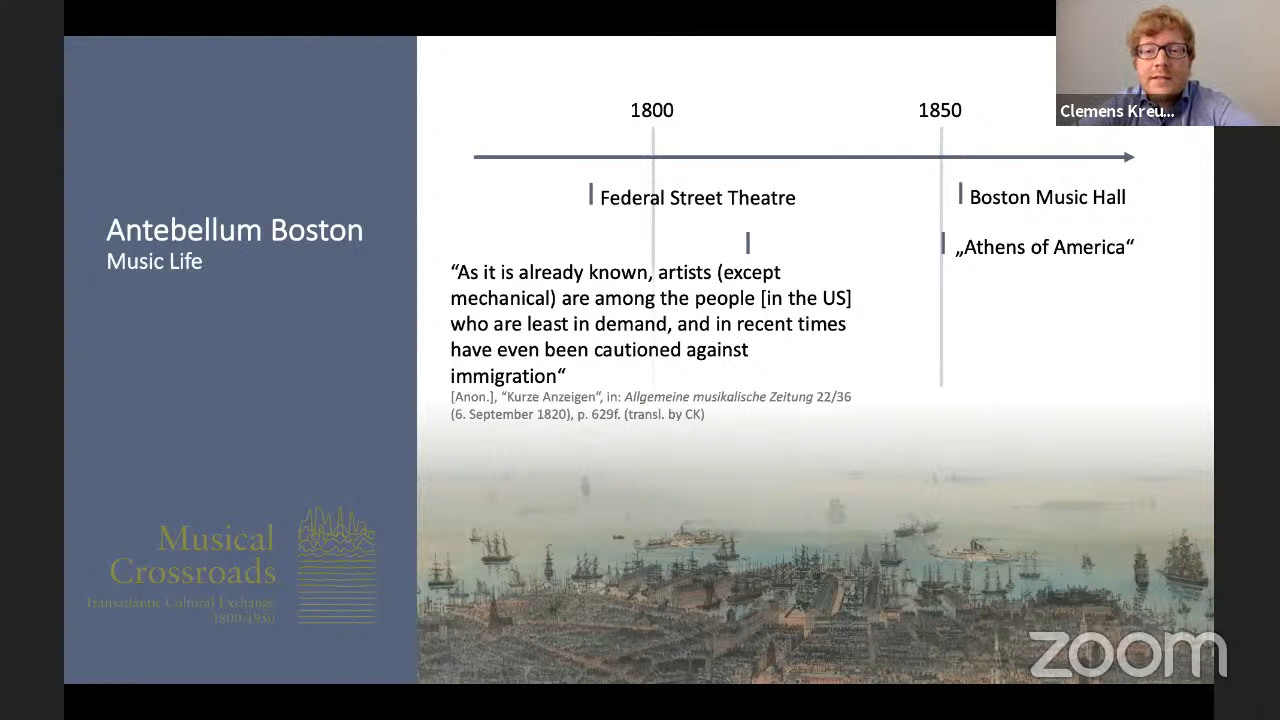 1800
1850
Clemens Kreu...
Federal Street Theatre
Boston Music Hall
„Athens of America“
Antebellum Boston
Music Life
“As it is already known, artists (except
mechanical) are among the people [in the US]
who are least in demand, and in recent times
have even been cautioned against
immigration“
[Anon.], “Kurze Anzeigen“, in: Allgemeine musikalische Zeitung 22/36
(6. September 1820), p. 629f. (transl. by CK)
Musical
Crossroads
Transatlantic Cultural Exchange
1800-1950
zoom